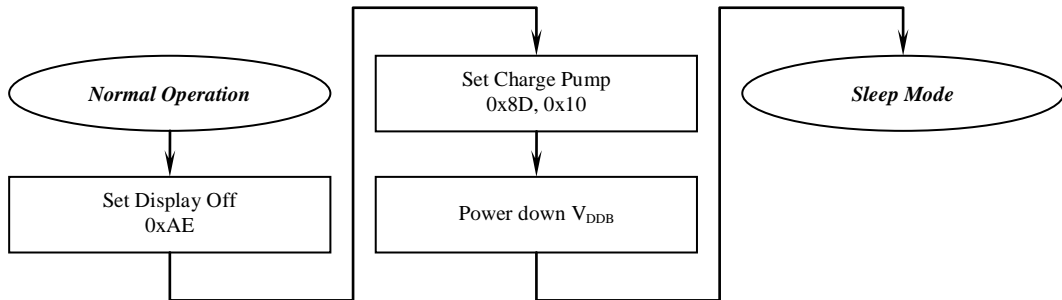 Normal Operation
Set Display Off
0xAE
Set Charge Pump
0x8D, 0x10
Power down VDDB
Sleep Mode